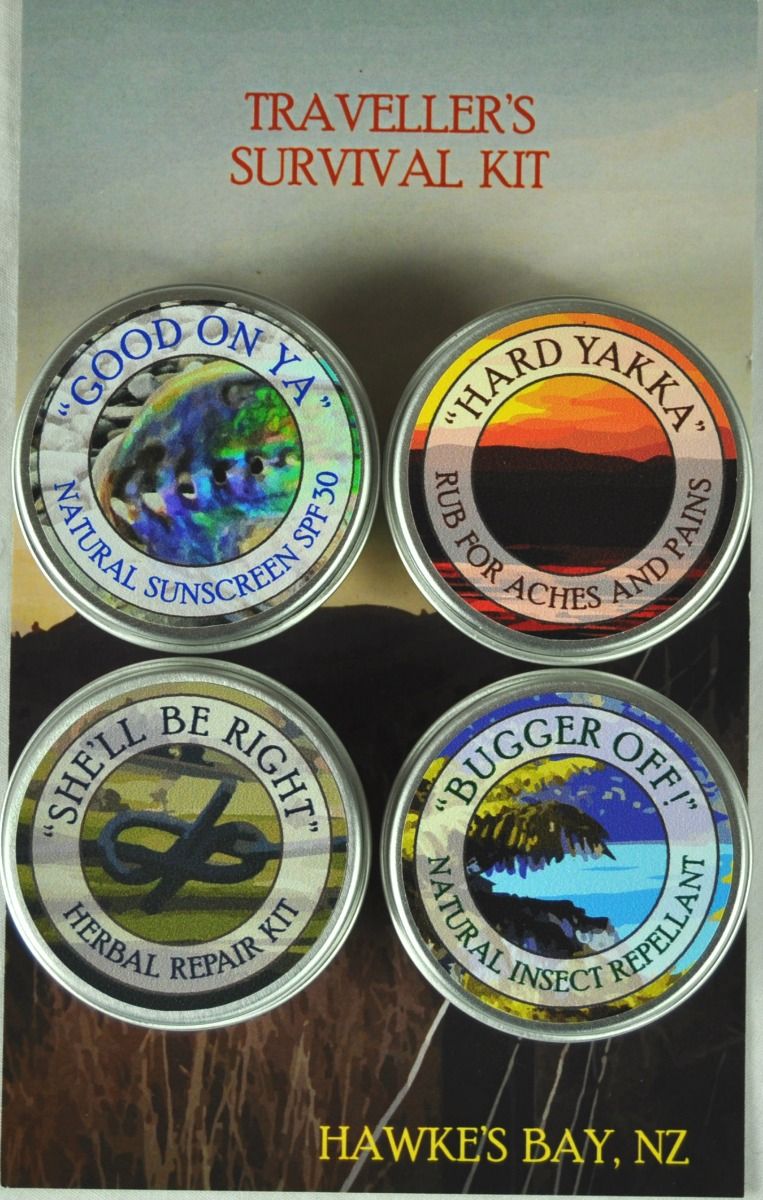 TRAVELLER'S
SURVIVAL KIT
"GOOD ON YA"
NATURAL SUNSCREEN SPF 30
"HARD YAKKA"
RUB FOR ACHES AND PAINS
"SHE'LL BE RIGHT"
HERBAL REPAIR KIT
"BUGGER OFF!"
NATURAL INSECT REPELLANT
HAWKE'S BAY, NZ